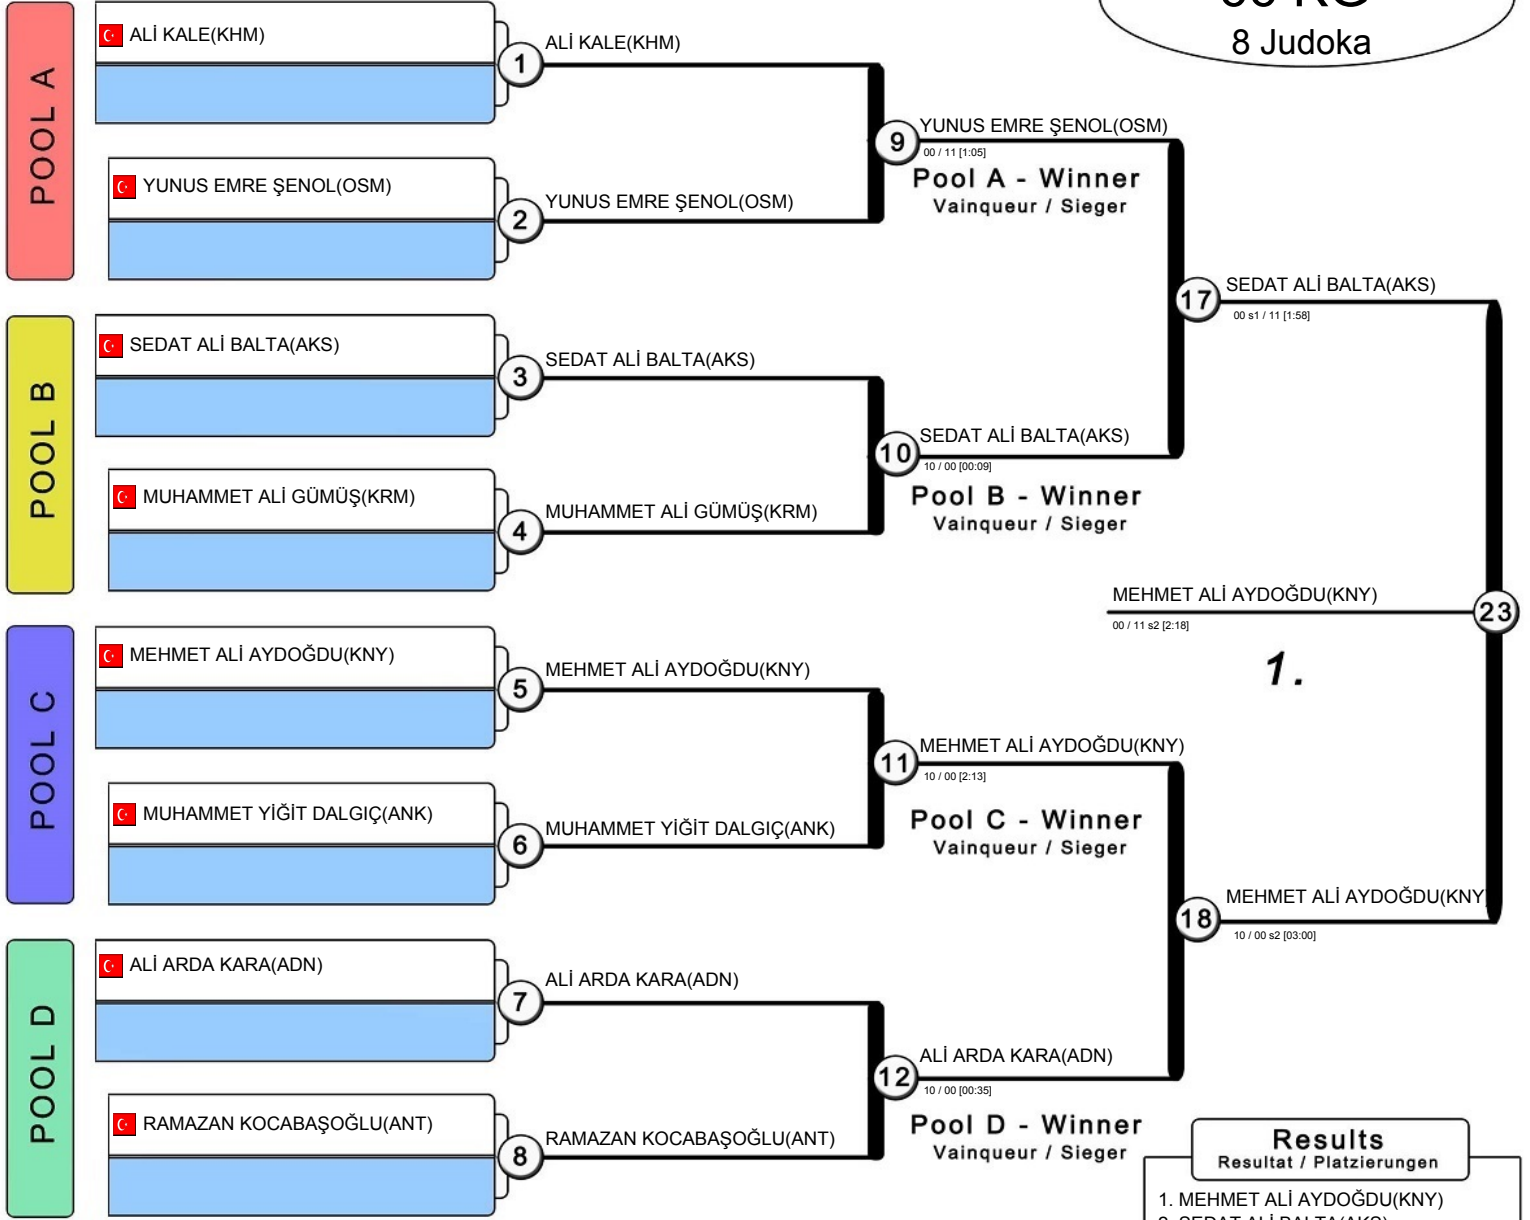 8 Judoka
POOL A
ALİ KALE(KHM)
1
ALİ KALE(KHM)
YUNUS EMRE ŞENOL(OSM)
2
YUNUS EMRE ŞENOL(OSM)
9
YUNUS EMRE ŞENOL(OSM)
00 / 11 [1:05]
Pool A - Winner
Vainqueur / Sieger
POOL B
SEDAT ALİ BALTA(AKS)
3
SEDAT ALİ BALTA(AKS)
MUHAMMET ALİ GÜMÜŞ(KRM)
4
MUHAMMET ALİ GÜMÜŞ(KRM)
10
SEDAT ALİ BALTA(AKS)
10 / 00 [00:09]
Pool B - Winner
Vainqueur / Sieger
17
SEDAT ALİ BALTA(AKS)
00 s1 / 11 [1:58]
MEHMET ALİ AYDOĞDU(KNY)
23
00 / 11 s2 [2:18]
1.
POOL C
MEHMET ALİ AYDOĞDU(KNY)
5
MEHMET ALİ AYDOĞDU(KNY)
MUHAMMET YİĞİT DALGIÇ(ANK)
6
MUHAMMET YİĞİT DALGIÇ(ANK)
11
MEHMET ALİ AYDOĞDU(KNY)
10 / 00 [2:13]
Pool C - Winner
Vainqueur / Sieger
18
MEHMET ALİ AYDOĞDU(KNY)
10 / 00 s2 [03:00]
POOL D
ALİ ARDA KARA(ADN)
7
ALİ ARDA KARA(ADN)
RAMAZAN KOCABAŞOĞLU(ANT)
8
RAMAZAN KOCABAŞOĞLU(ANT)
12
ALİ ARDA KARA(ADN)
10 / 00 [00:35]
Pool D - Winner
Vainqueur / Sieger
Results
Resultat / Platzierungen
1. MEHMET ALİ AYDOĞDU(KNY)
2. SEDAT ALİ BALTA(AKS)